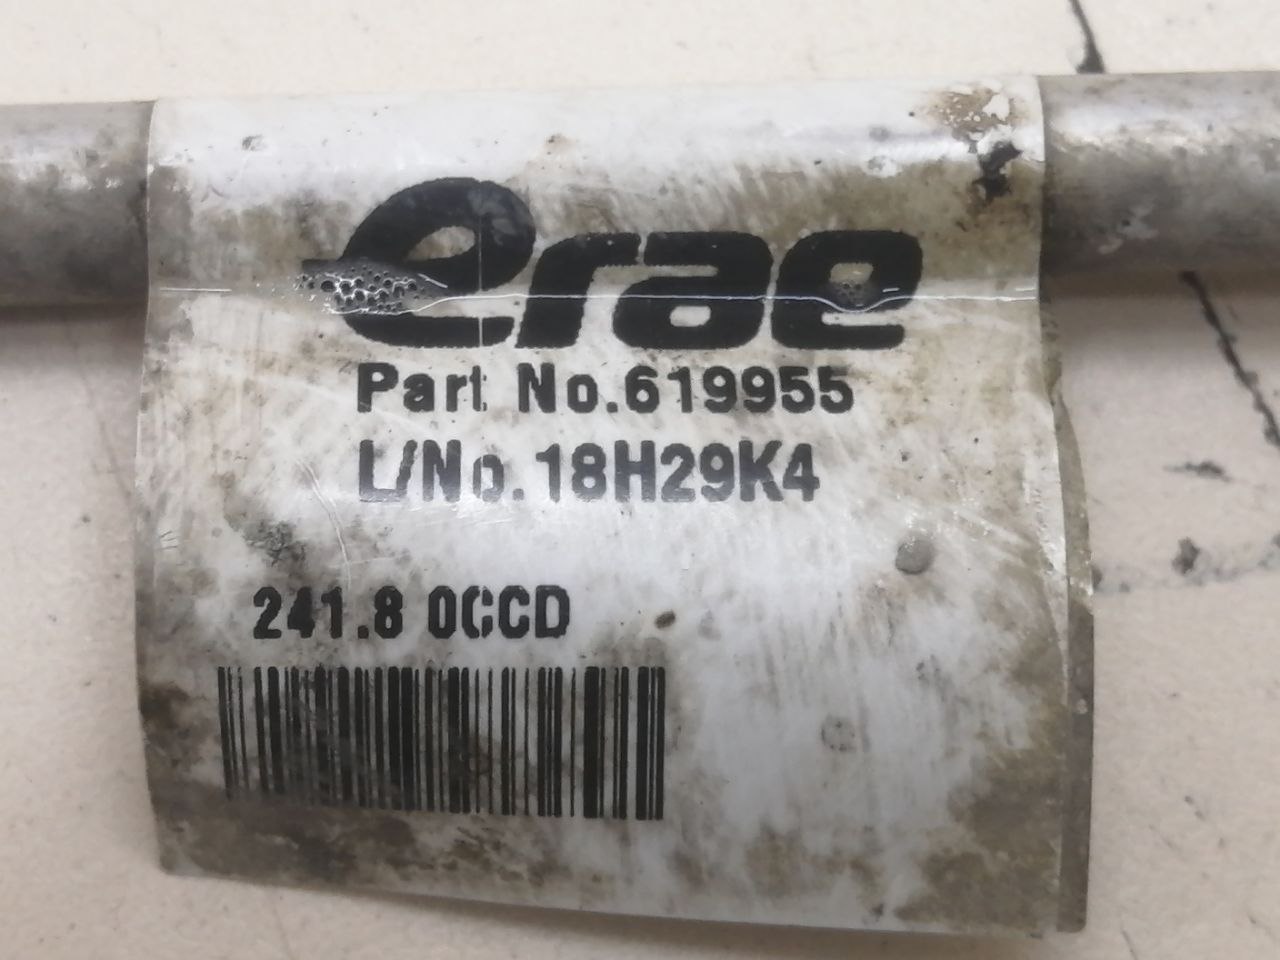 erae
Part No.619955
L/No.18H29K4
241.8 0CCD